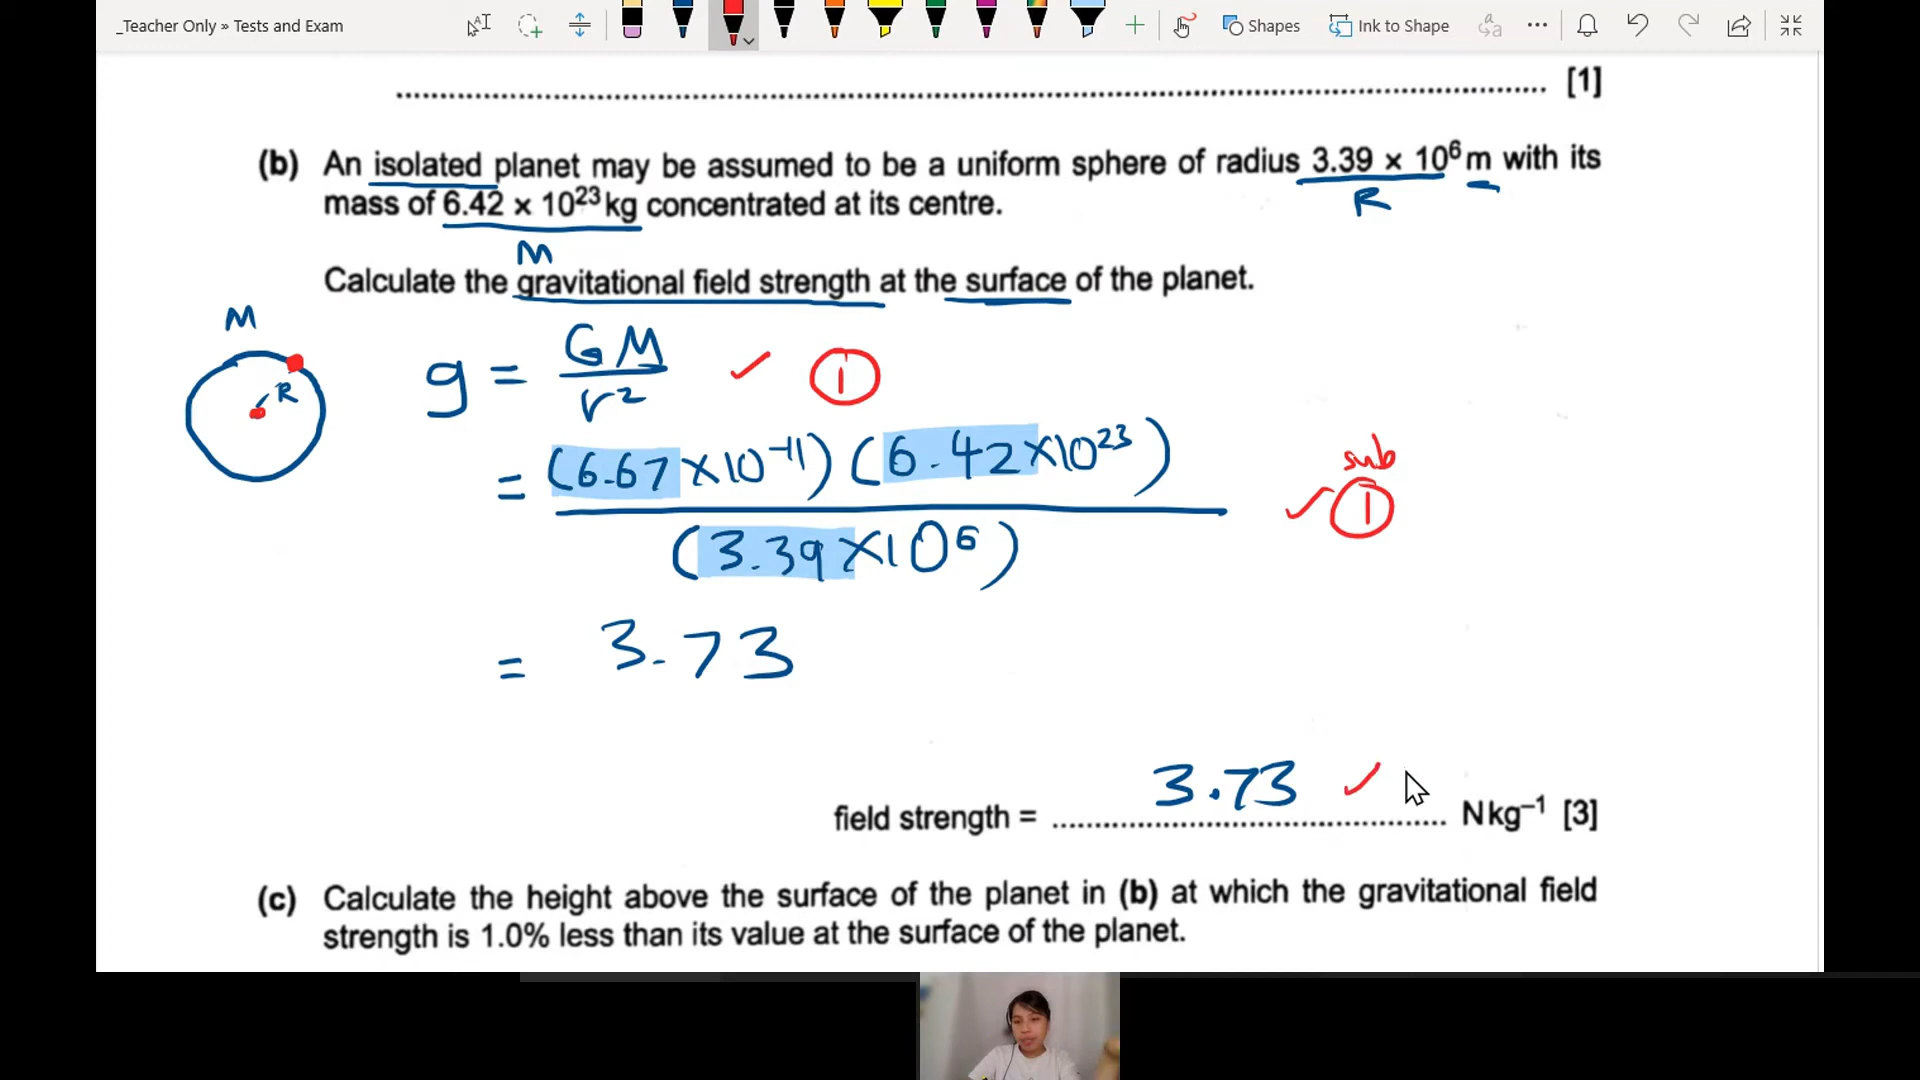 _Teacher Only » Tests and Exam
Shapes
Ink to Shape
[1]
(b) An isolated planet may be assumed to be a uniform sphere of radius 3.39 × 10⁶ m with its
R
mass of 6.42 × 10²³ kg concentrated at its centre.
M
Calculate the gravitational field strength at the surface of the planet.
M
R
g = GM / r² ✓ ①
= (6.67×10⁻¹¹)(6.42×10²³) / (3.39×10⁶) ✓ sub ①
= 3.73
field strength = 3.73 ✓ N kg⁻¹ [3]
(c) Calculate the height above the surface of the planet in (b) at which the gravitational field
strength is 1.0% less than its value at the surface of the planet.